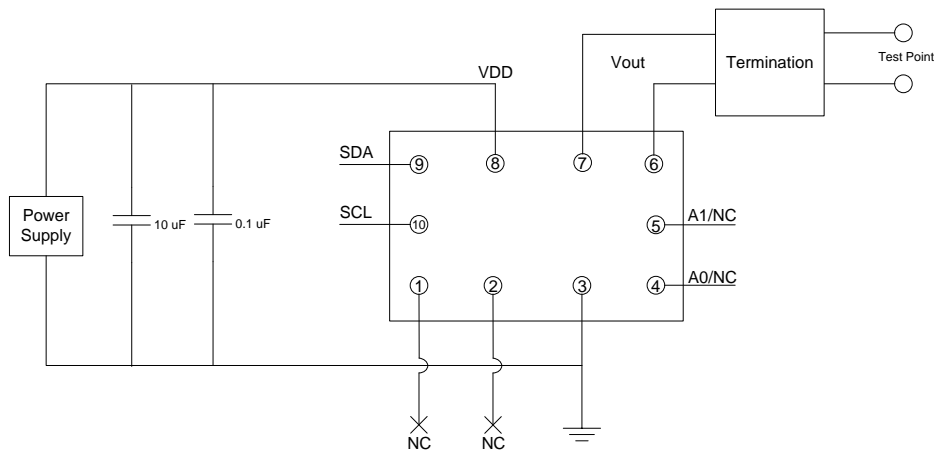 VDD
Vout
Termination
Test Point
SDA
9
8
7
6
Power
Supply
10 uF
0.1 uF
SCL
10
5
A1/NC
1
2
3
4
A0/NC
NC
NC